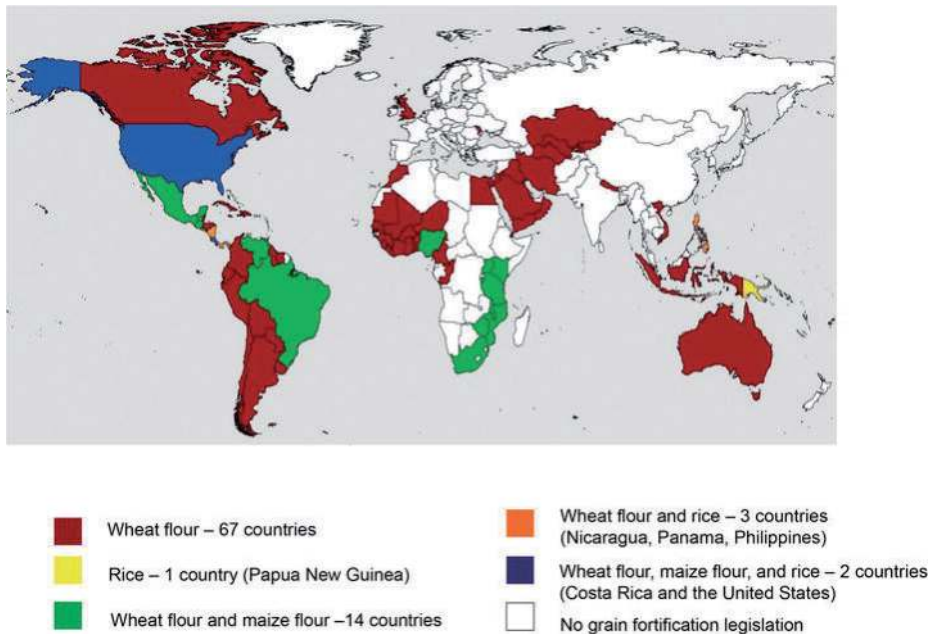 Wheat flour – 67 countries
Rice – 1 country (Papua New Guinea)
Wheat flour and maize flour –14 countries
Wheat flour and rice – 3 countries
(Nicaragua, Panama, Philippines)
Wheat flour, maize flour, and rice – 2 countries
(Costa Rica and the United States)
No grain fortification legislation